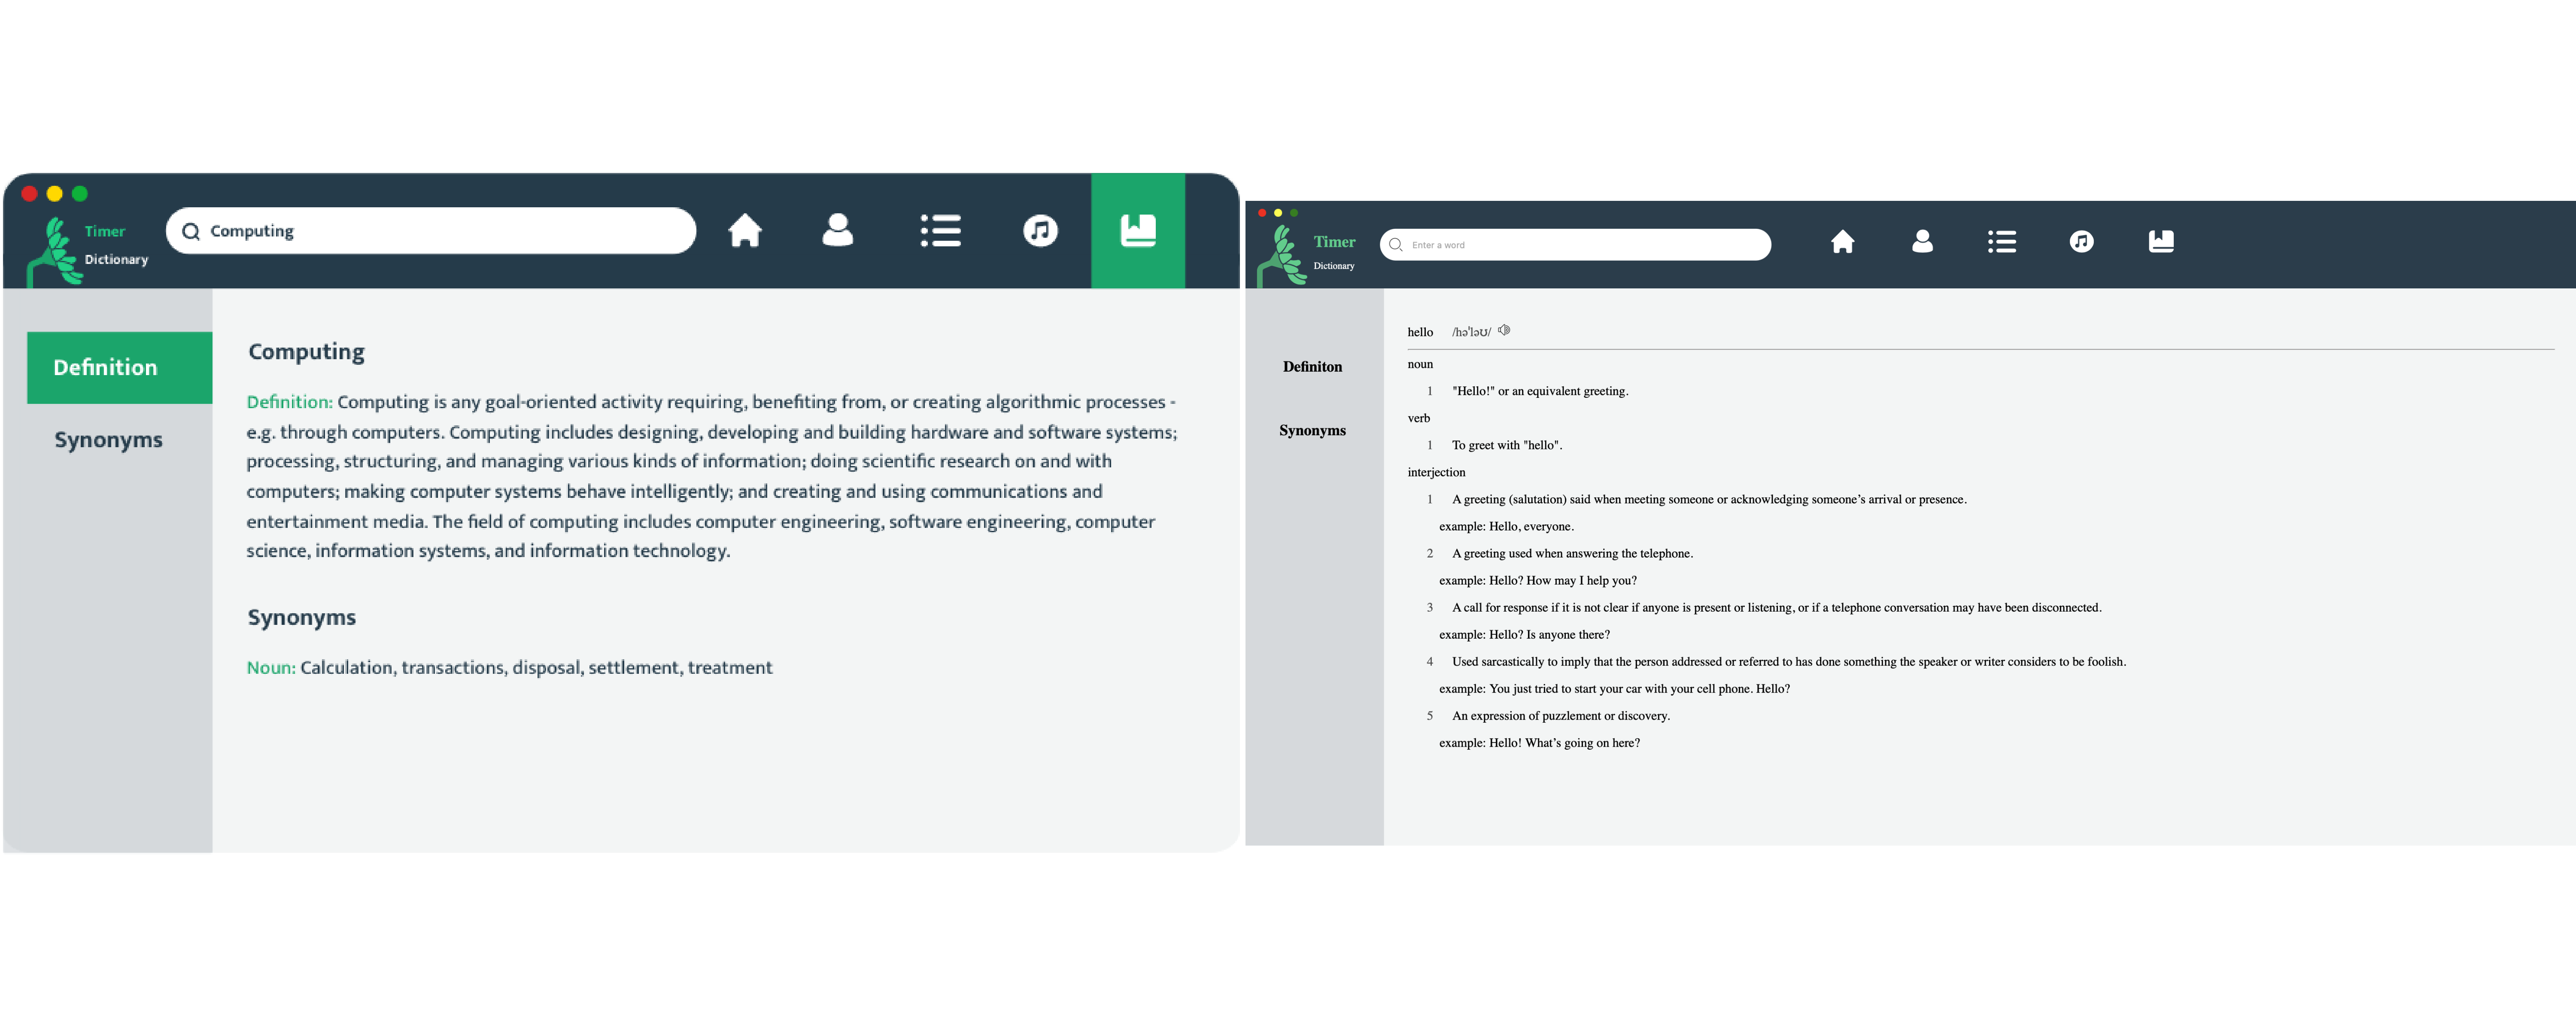 Timer
Dictionary
Computing
Definition
Synonyms
Computing
Definition: Computing is any goal-oriented activity requiring, benefiting from, or creating algorithmic processes -
e.g. through computers. Computing includes designing, developing and building hardware and software systems;
processing, structuring, and managing various kinds of information; doing scientific research on and with
computers; making computer systems behave intelligently; and creating and using communications and
entertainment media. The field of computing includes computer engineering, software engineering, computer
science, information systems, and information technology.
Synonyms
Noun: Calculation, transactions, disposal, settlement, treatment
Timer
Dictionary
Enter a word
Definiton
Synonyms
hello /həˈləʊ/
noun
1 "Hello!" or an equivalent greeting.
verb
1 To greet with "hello".
interjection
1 A greeting (salutation) said when meeting someone or acknowledging someone’s arrival or presence.
example: Hello, everyone.
2 A greeting used when answering the telephone.
example: Hello? How may I help you?
3 A call for response if it is not clear if anyone is present or listening, or if a telephone conversation may have been disconnected.
example: Hello? Is anyone there?
4 Used sarcastically to imply that the person addressed or referred to has done something the speaker or writer considers to be foolish.
example: You just tried to start your car with your cell phone. Hello?
5 An expression of puzzlement or discovery.
example: Hello! What’s going on here?